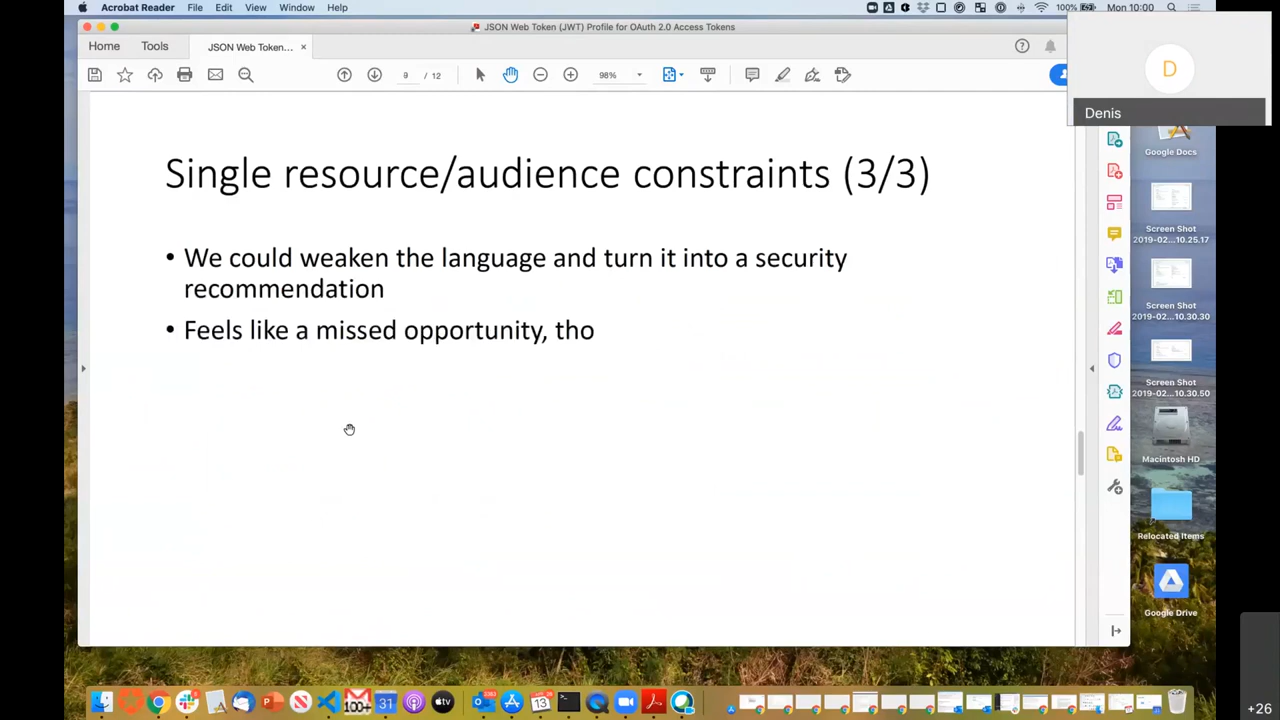 Acrobat Reader File Edit View Window Help 100% Mon 10:00
JSON Web Token (JWT) Profile for OAuth 2.0 Access Tokens
Home Tools JSON Web Token... ×
9 / 12 98%
D
Denis
Single resource/audience constraints (3/3)
• We could weaken the language and turn it into a security
recommendation
• Feels like a missed opportunity, tho
Google Docs
Screen Shot
2019-02...10.25.17
Screen Shot
2019-02...10.30.30
Screen Shot
2019-02...10.30.50
Macintosh HD
Relocated Items
Google Drive
100+
31
13
+26